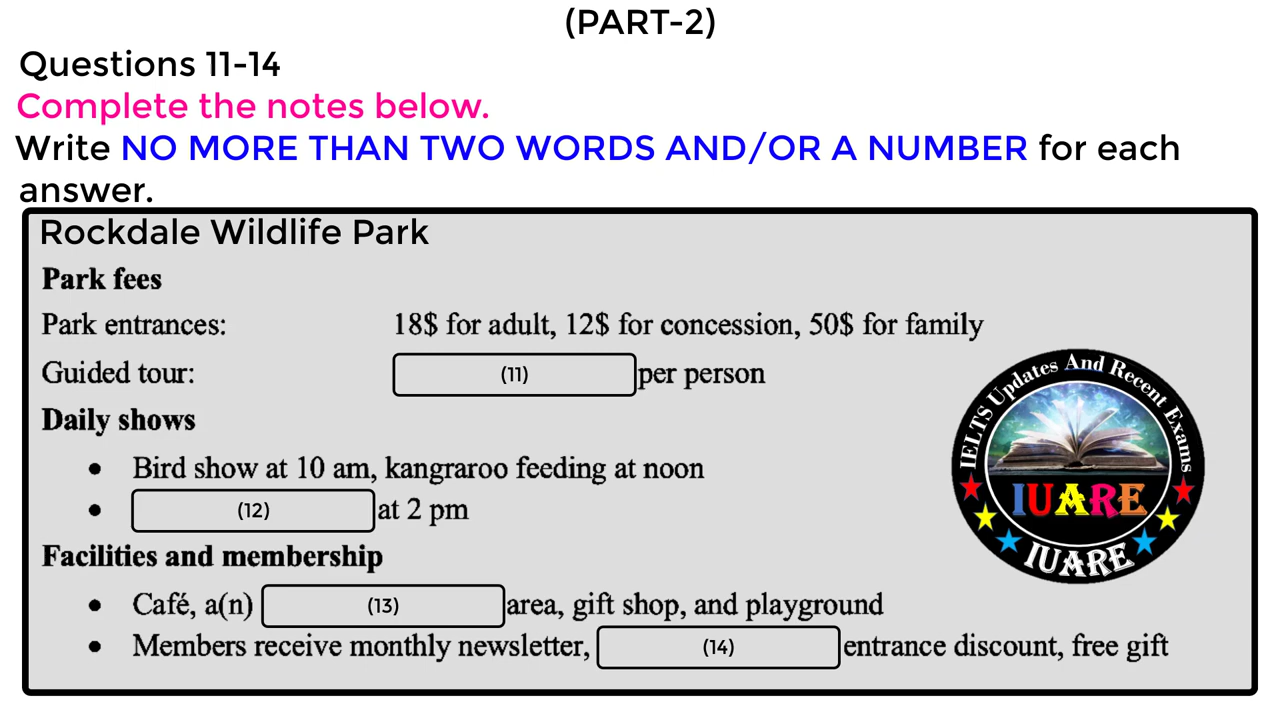 (PART-2)
Questions 11-14
Complete the notes below.
Write NO MORE THAN TWO WORDS AND/OR A NUMBER for each
answer.
Rockdale Wildlife Park
Park fees
Park entrances: 18$ for adult, 12$ for concession, 50$ for family
Guided tour: (11) per person
Daily shows
• Bird show at 10 am, kangraroo feeding at noon
• (12) at 2 pm
Facilities and membership
• Café, a(n) (13) area, gift shop, and playground
• Members receive monthly newsletter, (14) entrance discount, free gift
IELTS Updates And Recent Exams
IUARE
IUARE